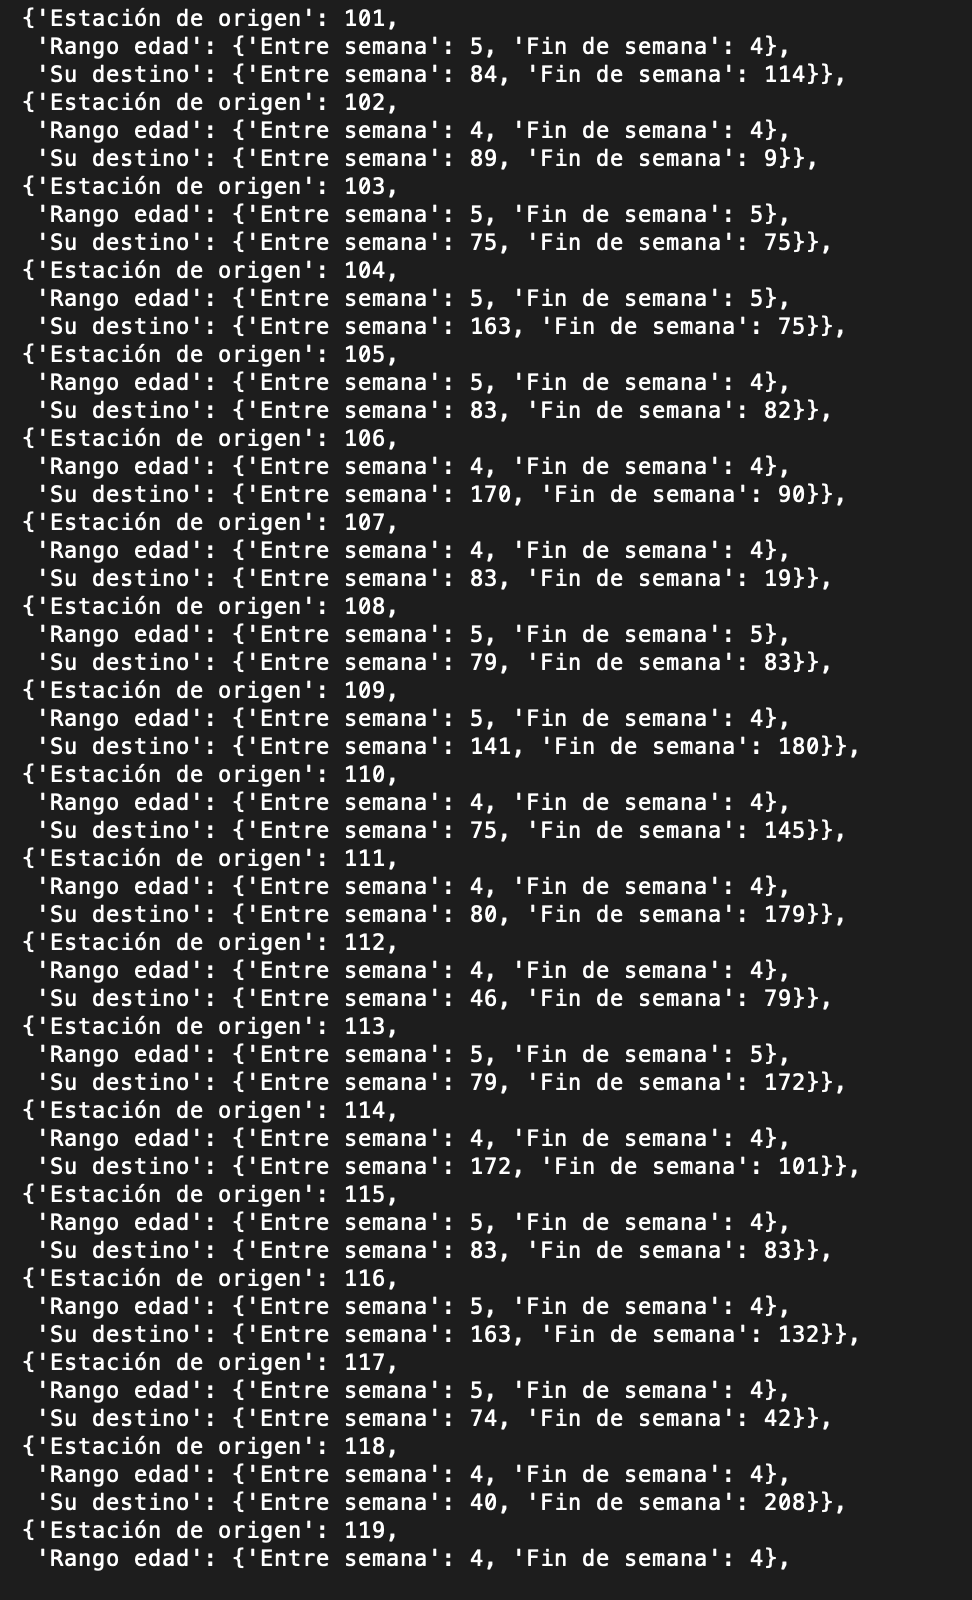 {'Estación de origen': 101,
'Rango edad': {'Entre semana': 5, 'Fin de semana': 4},
'Su destino': {'Entre semana': 84, 'Fin de semana': 114}},
{'Estación de origen': 102,
'Rango edad': {'Entre semana': 4, 'Fin de semana': 4},
'Su destino': {'Entre semana': 89, 'Fin de semana': 9}},
{'Estación de origen': 103,
'Rango edad': {'Entre semana': 5, 'Fin de semana': 5},
'Su destino': {'Entre semana': 75, 'Fin de semana': 75}},
{'Estación de origen': 104,
'Rango edad': {'Entre semana': 5, 'Fin de semana': 5},
'Su destino': {'Entre semana': 163, 'Fin de semana': 75}},
{'Estación de origen': 105,
'Rango edad': {'Entre semana': 5, 'Fin de semana': 4},
'Su destino': {'Entre semana': 83, 'Fin de semana': 82}},
{'Estación de origen': 106,
'Rango edad': {'Entre semana': 4, 'Fin de semana': 4},
'Su destino': {'Entre semana': 170, 'Fin de semana': 90}},
{'Estación de origen': 107,
'Rango edad': {'Entre semana': 4, 'Fin de semana': 4},
'Su destino': {'Entre semana': 83, 'Fin de semana': 19}},
{'Estación de origen': 108,
'Rango edad': {'Entre semana': 5, 'Fin de semana': 5},
'Su destino': {'Entre semana': 79, 'Fin de semana': 83}},
{'Estación de origen': 109,
'Rango edad': {'Entre semana': 5, 'Fin de semana': 4},
'Su destino': {'Entre semana': 141, 'Fin de semana': 180}},
{'Estación de origen': 110,
'Rango edad': {'Entre semana': 4, 'Fin de semana': 4},
'Su destino': {'Entre semana': 75, 'Fin de semana': 145}},
{'Estación de origen': 111,
'Rango edad': {'Entre semana': 4, 'Fin de semana': 4},
'Su destino': {'Entre semana': 80, 'Fin de semana': 179}},
{'Estación de origen': 112,
'Rango edad': {'Entre semana': 4, 'Fin de semana': 4},
'Su destino': {'Entre semana': 46, 'Fin de semana': 79}},
{'Estación de origen': 113,
'Rango edad': {'Entre semana': 5, 'Fin de semana': 5},
'Su destino': {'Entre semana': 79, 'Fin de semana': 172}},
{'Estación de origen': 114,
'Rango edad': {'Entre semana': 4, 'Fin de semana': 4},
'Su destino': {'Entre semana': 172, 'Fin de semana': 101}},
{'Estación de origen': 115,
'Rango edad': {'Entre semana': 5, 'Fin de semana': 4},
'Su destino': {'Entre semana': 83, 'Fin de semana': 83}},
{'Estación de origen': 116,
'Rango edad': {'Entre semana': 5, 'Fin de semana': 4},
'Su destino': {'Entre semana': 163, 'Fin de semana': 132}},
{'Estación de origen': 117,
'Rango edad': {'Entre semana': 5, 'Fin de semana': 4},
'Su destino': {'Entre semana': 74, 'Fin de semana': 42}},
{'Estación de origen': 118,
'Rango edad': {'Entre semana': 4, 'Fin de semana': 4},
'Su destino': {'Entre semana': 40, 'Fin de semana': 208}},
{'Estación de origen': 119,
'Rango edad': {'Entre semana': 4, 'Fin de semana': 4},